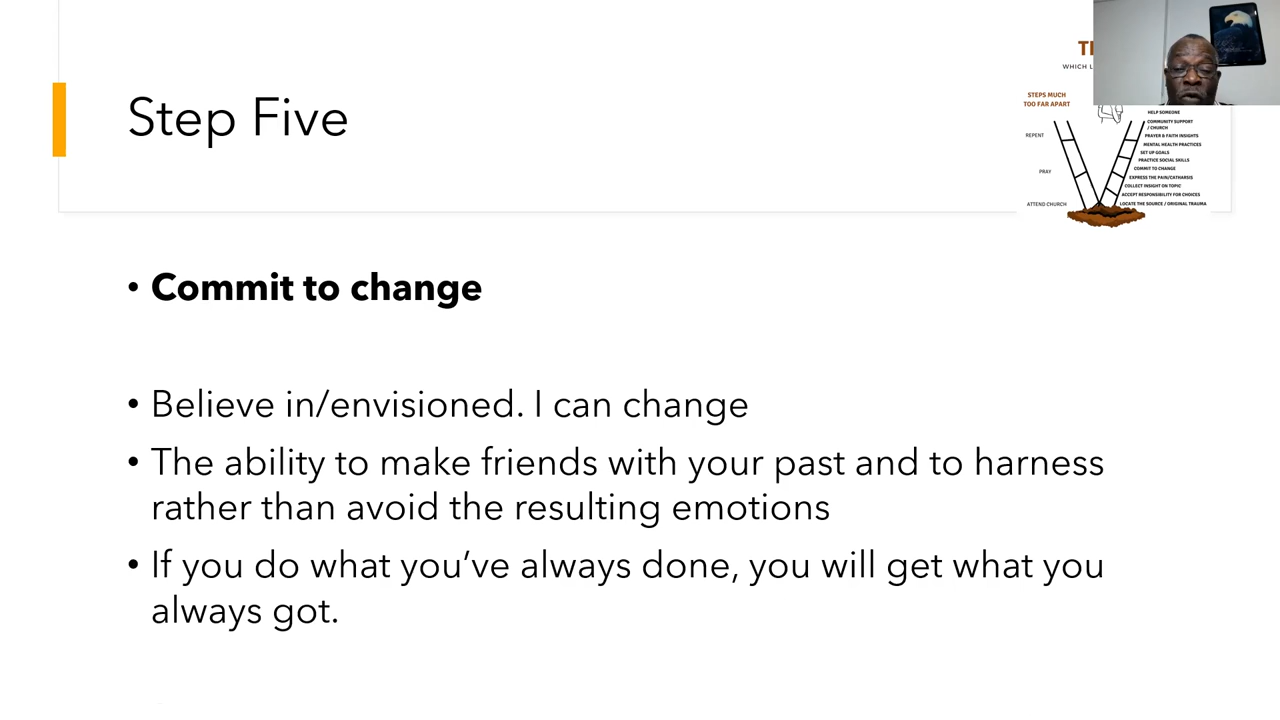 Step Five
TH
WHICH L
STEPS MUCH
TOO FAR APART
REPENT
PRAY
ATTEND CHURCH
HELP SOMEONE
COMMUNITY SUPPORT
/ CHURCH
PRAYER & FAITH INSIGHTS
MENTAL HEALTH PRACTICES
SET UP GOALS
PRACTICE SOCIAL SKILLS
COMMIT TO CHANGE
EXPRESS THE PAIN/CATHARSIS
COLLECT INSIGHT ON TOPIC
ACCEPT RESPONSIBILITY FOR CHOICES
LOCATE THE SOURCE / ORIGINAL TRAUMA
• Commit to change
• Believe in/envisioned. I can change
• The ability to make friends with your past and to harness
rather than avoid the resulting emotions
• If you do what you’ve always done, you will get what you
always got.